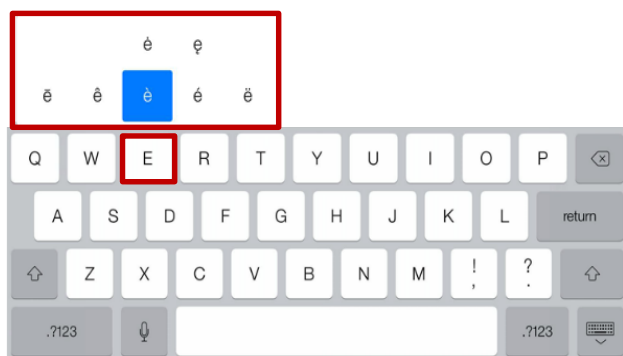 ė ę
ē ê è é ë
Q W E R T Y U I O P
A S D F G H J K L return
Z X C V B N M ! , ? .
.?123 .?123